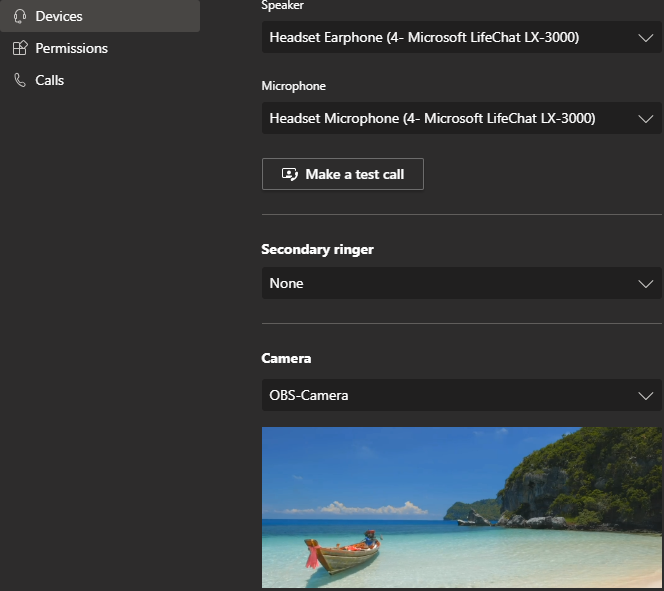 Devices
Permissions
Calls
Speaker
Headset Earphone (4- Microsoft LifeChat LX-3000)
Microphone
Headset Microphone (4- Microsoft LifeChat LX-3000)
Make a test call
Secondary ringer
None
Camera
OBS-Camera